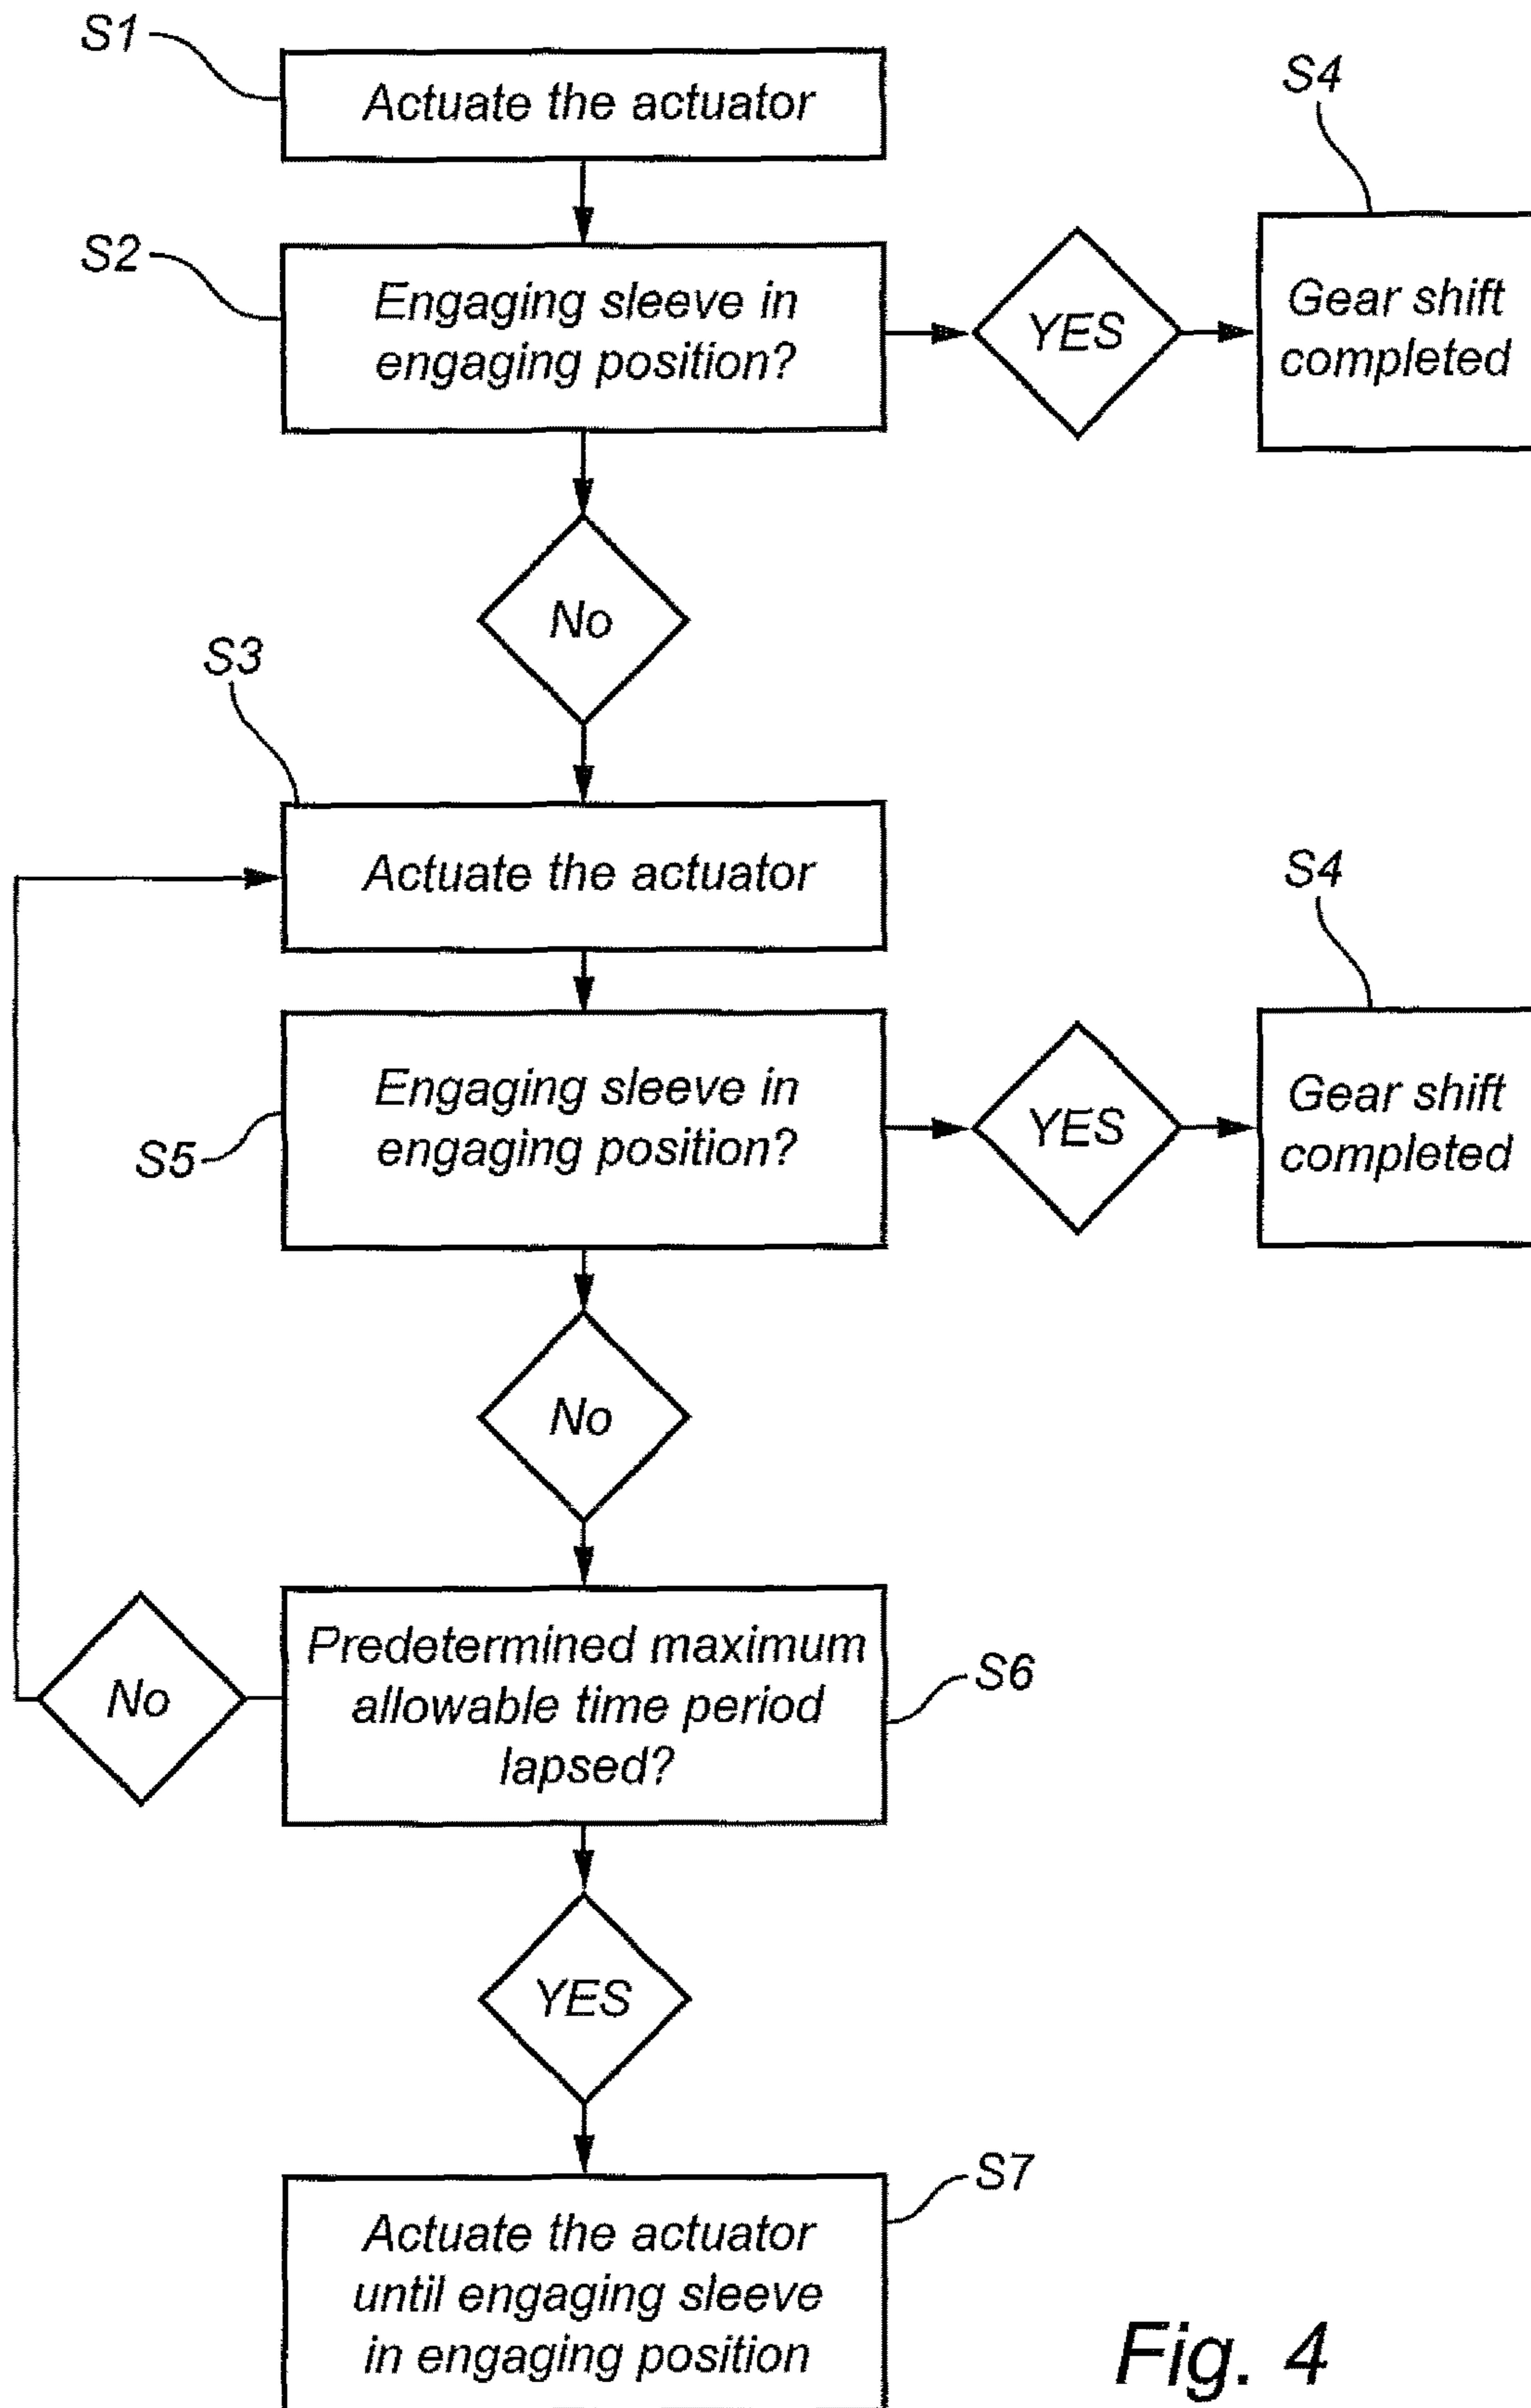 S1
Actuate the actuator
S4
S2
Engaging sleeve in
engaging position?
YES
Gear shift
completed
No
S3
Actuate the actuator
S4
Engaging sleeve in
engaging position?
S5
YES
Gear shift
completed
No
Predetermined maximum
allowable time period
lapsed?
S6
No
YES
S7
Actuate the actuator
until engaging sleeve
in engaging position
Fig. 4